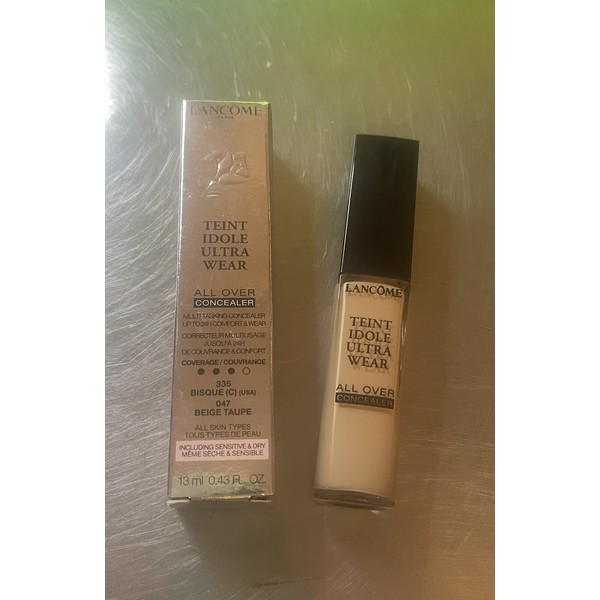 LANCÔME
PARIS
TEINT
IDOLE
ULTRA
WEAR
ALL OVER
CONCEALER
MULTI-TASKING CONCEALER
UP TO 24H COMFORT & WEAR
CORRECTEUR MULTI-USAGE
JUSQU'À 24H
DE COUVRANCE & CONFORT
COVERAGE / COUVRANCE
335
BISQUE (C) (USA)
047
BEIGE TAUPE
ALL SKIN TYPES
TOUS TYPES DE PEAU
INCLUDING SENSITIVE & DRY
MÊME SÈCHE & SENSIBLE
13 ml 0.43 FL. OZ.
LANCÔME
TEINT
IDOLE
ULTRA
WEAR
ALL OVER
CONCEALER